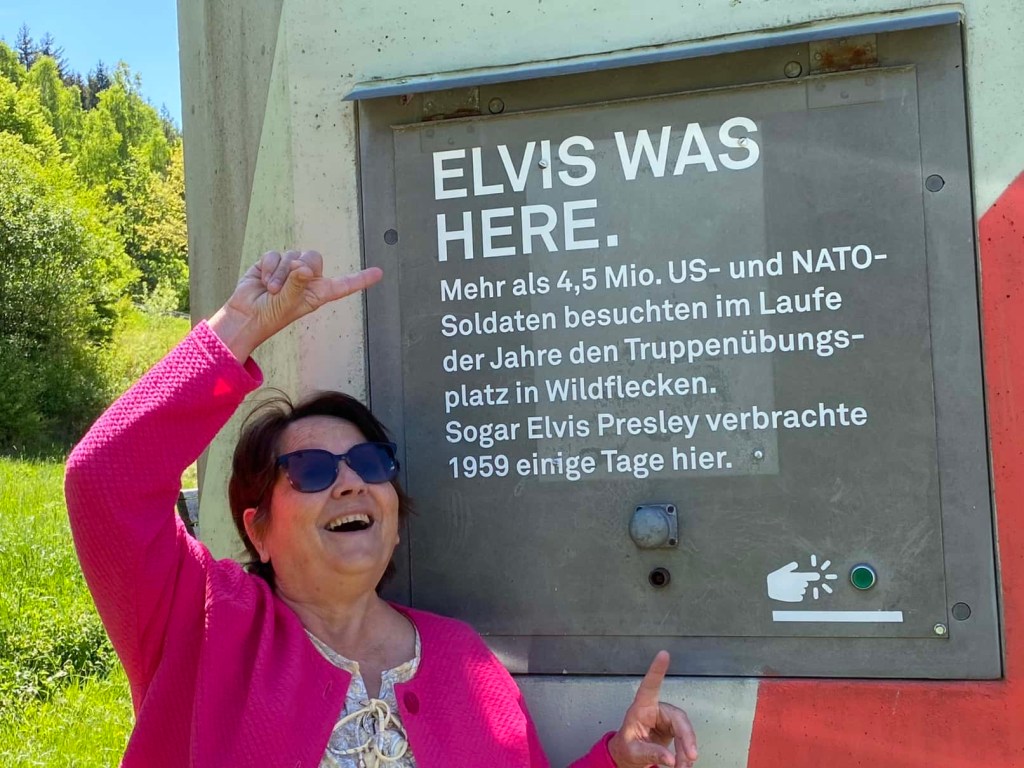 ELVIS WAS
HERE.
Mehr als 4,5 Mio. US- und NATO-
Soldaten besuchten im Laufe
der Jahre den Truppenübungs-
platz in Wildflecken.
Sogar Elvis Presley verbrachte
1959 einige Tage hier.